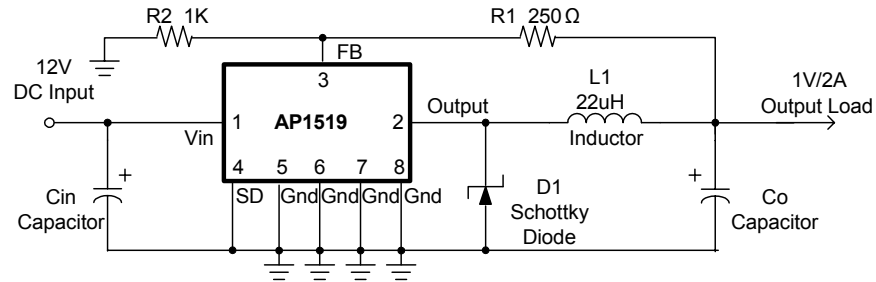 R2 1K
R1 250Ω
FB
12V
DC Input
3
L1
22uH
Inductor
1V/2A
Output Load
Output
Vin
1
AP1519
2
4
5
6
7
8
SD
Gnd
Gnd
Gnd
Gnd
Cin
Capacitor
+
D1
Schottky
Diode
+
Co
Capacitor